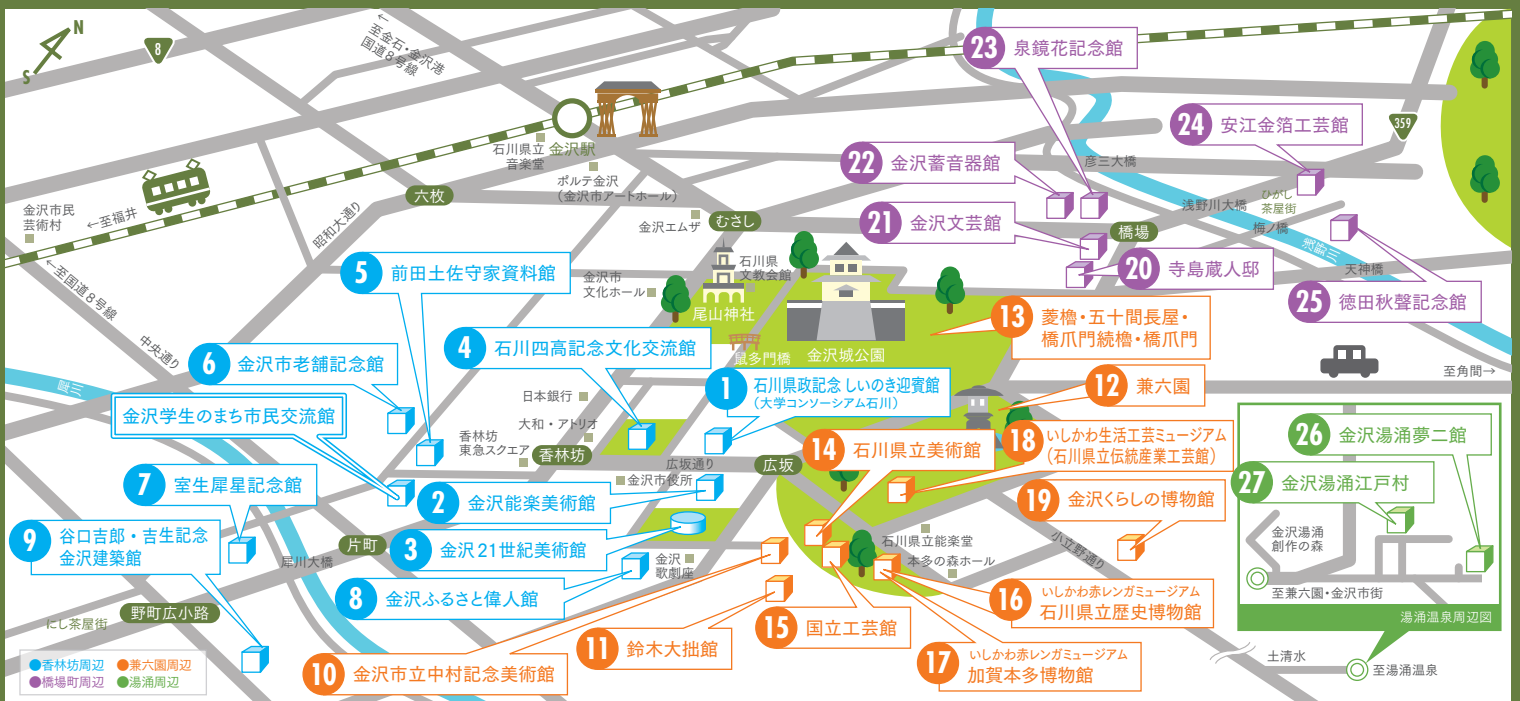 N
S
8
←至金石・金沢港
国道8号線
23 泉鏡花記念館
24 安江金箔工芸館
359
石川県立
音楽堂
金沢駅
ポルテ金沢
(金沢市アートホール)
22 金沢蓄音器館
彦三大橋
ひがし
茶屋街
浅野川大橋
梅ノ橋
浅野川
天神橋
金沢市民
芸術村
←至福井
六枚
昭和大通り
金沢エムザ
むさし
21 金沢文芸館
橋場
20 寺島蔵人邸
25 徳田秋聲記念館
←至国道8号線
5 前田土佐守家資料館
金沢市
文化ホール
石川県
文教会館
尾山神社
鼠多門橋
金沢城公園
13 菱櫓・五十間長屋・
橋爪門続櫓・橋爪門
中央通り
犀川
6 金沢市老舗記念館
4 石川四高記念文化交流館
1 石川県政記念 しいのき迎賓館
(大学コンソーシアム石川)
12 兼六園
至角間→
金沢学生のまち市民交流館
日本銀行
大和・アトリオ
香林坊
東急スクエア
香林坊
広坂通り
広坂
14 石川県立美術館
18 いしかわ生活工芸ミュージアム
(石川県立伝統産業工芸館)
7 室生犀星記念館
2 金沢能楽美術館
金沢市役所
19 金沢くらしの博物館
26 金沢湯涌夢二館
27 金沢湯涌江戸村
金沢湯涌
創作の森
至兼六園・金沢市街
湯涌温泉周辺図
9 谷口吉郎・吉生記念
金沢建築館
犀川大橋
片町
3 金沢21世紀美術館
金沢
歌劇座
石川県立能楽堂
本多の森ホール
小立野通り
8 金沢ふるさと偉人館
16 いしかわ赤レンガミュージアム
石川県立歴史博物館
野町広小路
にし茶屋街
15 国立工芸館
11 鈴木大拙館
17 いしかわ赤レンガミュージアム
加賀本多博物館
10 金沢市立中村記念美術館
土清水
至湯涌温泉
●香林坊周辺 ●兼六園周辺
●橋場町周辺 ●湯涌周辺